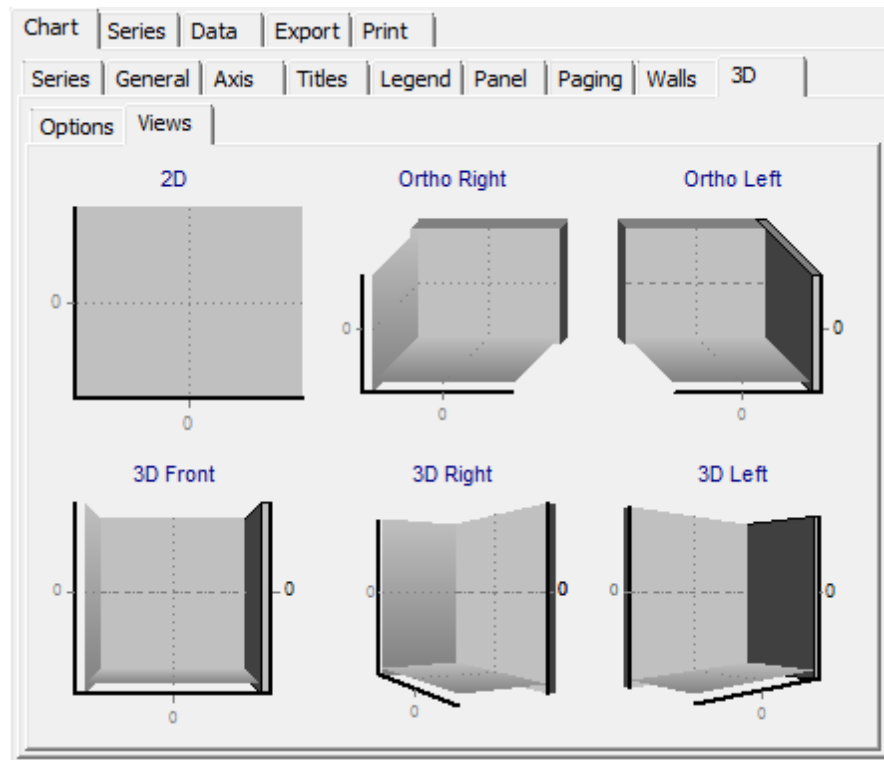 Chart Series Data Export Print
Series General Axis Titles Legend Panel Paging Walls 3D
Options Views
2D Ortho Right Ortho Left
0 0 0
0 0 0
3D Front 3D Right 3D Left
0 0 0 0 0 0
0 0 0